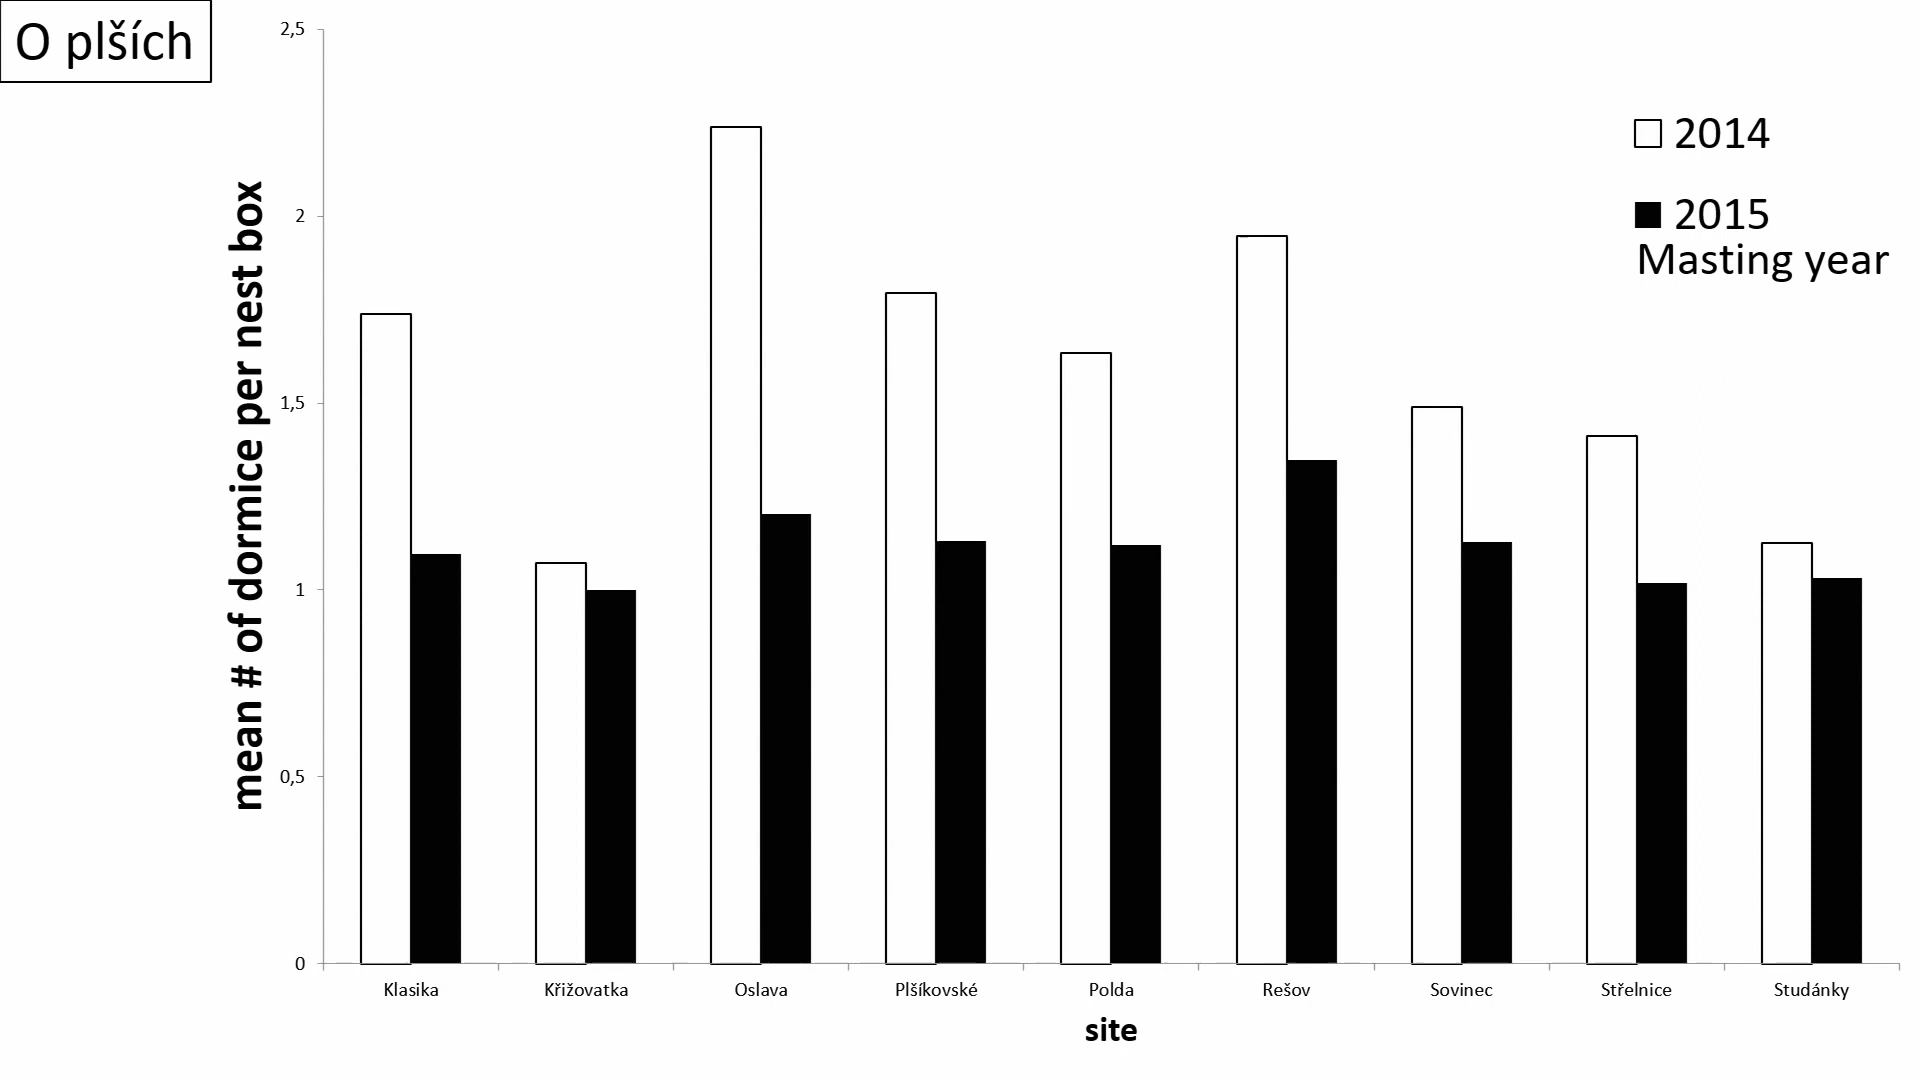 O plších
2,5
2
1,5
1
0,5
0
mean # of dormice per nest box
2014
2015
Masting year
Klasika
Křižovatka
Oslava
Plšíkovské
Polda
Rešov
Sovinec
Střelnice
Studánky
site